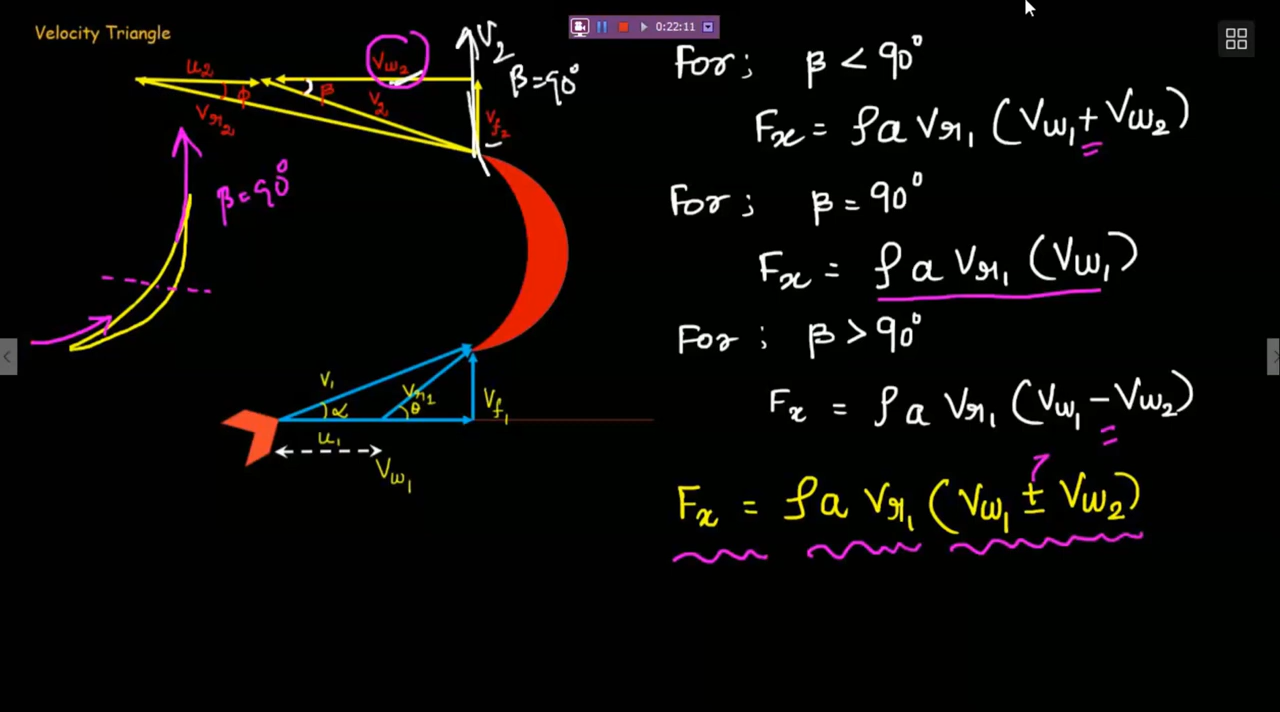 Velocity Triangle
0:22:11
u₂
Vw₂
V₂
β = 90°
φ
β
V₂
Vr₂
Vf₂
β = 90°
V₁
α
Vr₁
θ
Vf₁
u₁
Vw₁
For ; β < 90°
Fx = ρ a Vr₁ (Vw₁ + Vw₂)
For ; β = 90°
Fx = ρ a Vr₁ (Vw₁)
For ; β > 90°
Fx = ρ a Vr₁ (Vw₁ − Vw₂)
Fx = ρ a Vr₁ (Vw₁ ± Vw₂)